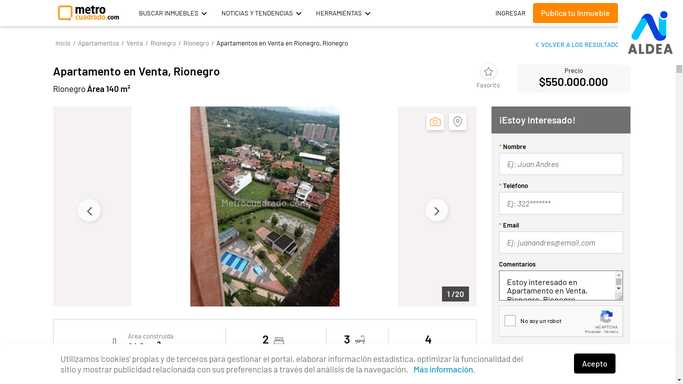 metro
cuadrado.com
BUSCAR INMUEBLES
NOTICIAS Y TENDENCIAS
HERRAMIENTAS
INGRESAR
Publica tu Inmueble
ALDEA
Inicio / Apartamentos / Venta / Rionegro / Rionegro / Apartamentos en Venta en Rionegro, Rionegro
< VOLVER A LOS RESULTADO
Apartamento en Venta, Rionegro
Rionegro Área 140 m²
Favorito
Precio
$550.000.000
Metrocuadrado.com
1 / 20
¡Estoy Interesado!
* Nombre
Ej: Juan Andres
* Teléfono
Ej: 322*******
* Email
Ej: juanandres@email.com
Comentarios
Estoy interesado en
Apartamento en Venta,
Rionegro, Rionegro
No soy un robot
reCAPTCHA
Privacidad - Términos
Área construida
2
3
4
Utilizamos 'cookies' propias y de terceros para gestionar el portal, elaborar información estadística, optimizar la funcionalidad del
sitio y mostrar publicidad relacionada con sus preferencias a través del análisis de la navegación. Más información.
Acepto